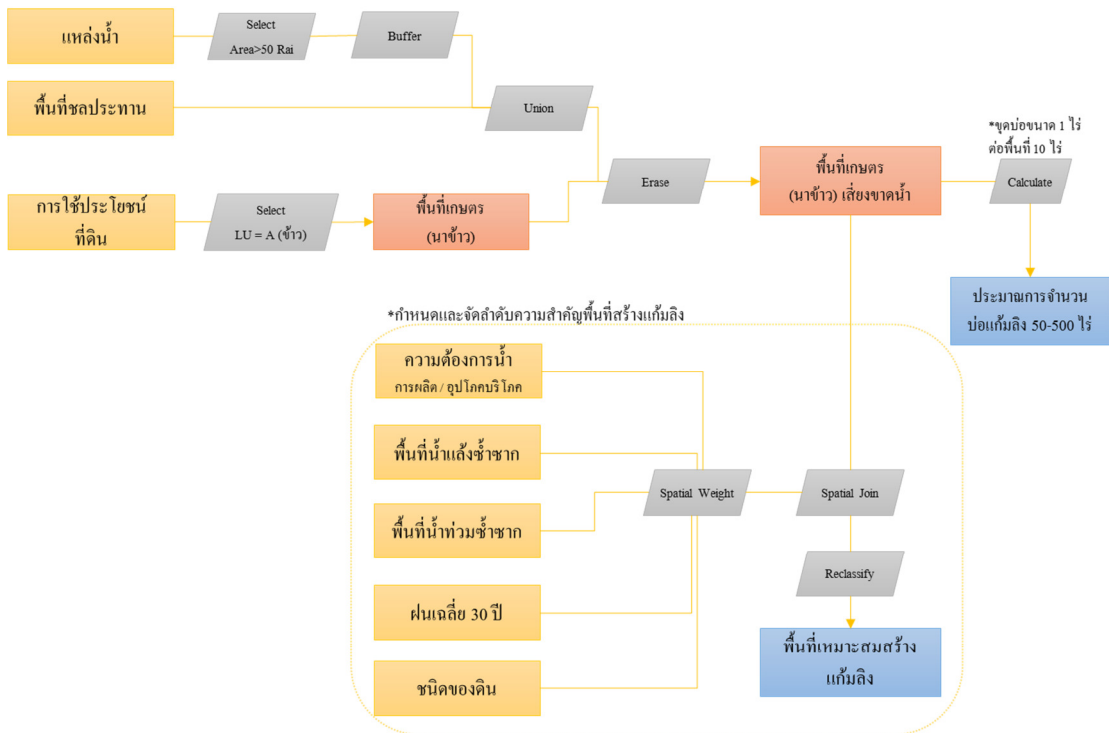 แหล่งน้ำ
Select
Area>50 Rai
Buffer
พื้นที่ชลประทาน
Union
*ขุดบ่อขนาด 1 ไร่
ต่อพื้นที่ 10 ไร่
การใช้ประโยชน์
ที่ดิน
Select
LU = A (ข้าว)
พื้นที่เกษตร
(นาข้าว)
Erase
พื้นที่เกษตร
(นาข้าว) เสี่ยงขาดน้ำ
Calculate
ประมาณการจำนวน
บ่อแก้มลิง 50-500 ไร่
*กำหนดและจัดลำดับความสำคัญพื้นที่สร้างแก้มลิง
ความต้องการน้ำ
การผลิต / อุปโภคบริโภค
พื้นที่น้ำแล้งซ้ำซาก
พื้นที่น้ำท่วมซ้ำซาก
Spatial Weight
Spatial Join
Reclassify
ฝนเฉลี่ย 30 ปี
ชนิดของดิน
พื้นที่เหมาะสมสร้าง
แก้มลิง